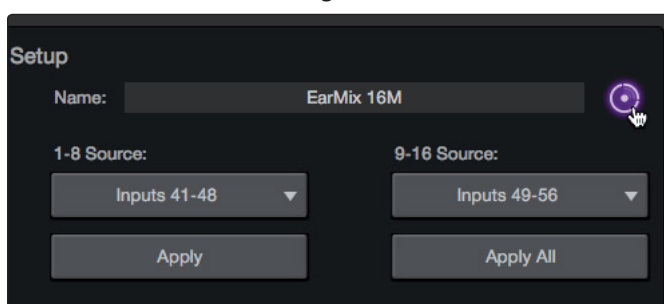 Setup
Name: EarMix 16M
1-8 Source: 9-16 Source:
Inputs 41-48 Inputs 49-56
Apply Apply All